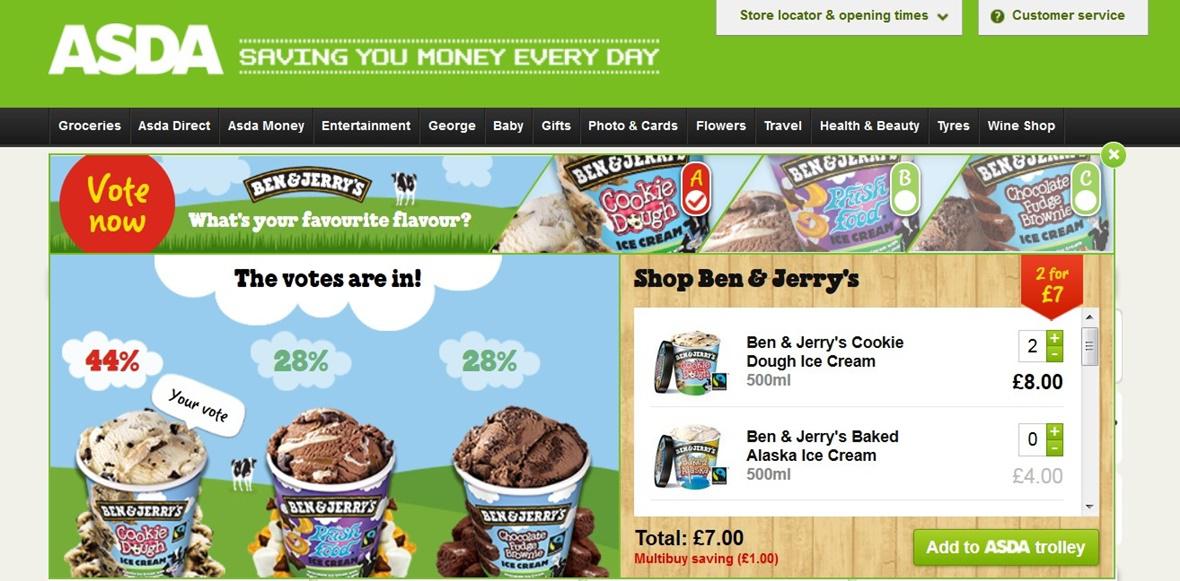 Store locator & opening times
? Customer service
ASDA SAVING YOU MONEY EVERY DAY
Groceries Asda Direct Asda Money Entertainment George Baby Gifts Photo & Cards Flowers Travel Health & Beauty Tyres Wine Shop
Vote
now
BEN & JERRY'S
What's your favourite flavour?
BEN & JERRY'S
Cookie
Dough
ICE CREAM
A
BEN & JERRY'S
Phish
Food
ICE CREAM
B
BEN & JERRY'S
Chocolate
Fudge
Brownie
ICE CREAM
C
The votes are in!
44%
28%
28%
Your vote
BEN & JERRY'S
Cookie
Dough
ICE CREAM
BEN & JERRY'S
Phish
Food
ICE CREAM
BEN & JERRY'S
Chocolate
Fudge
Brownie
ICE CREAM
Shop Ben & Jerry's
2 for
£7
Ben & Jerry's Cookie
Dough Ice Cream
500ml
2 + -
£8.00
Ben & Jerry's Baked
Alaska Ice Cream
500ml
0 + -
£4.00
Total: £7.00
Multibuy saving (£1.00)
Add to ASDA trolley